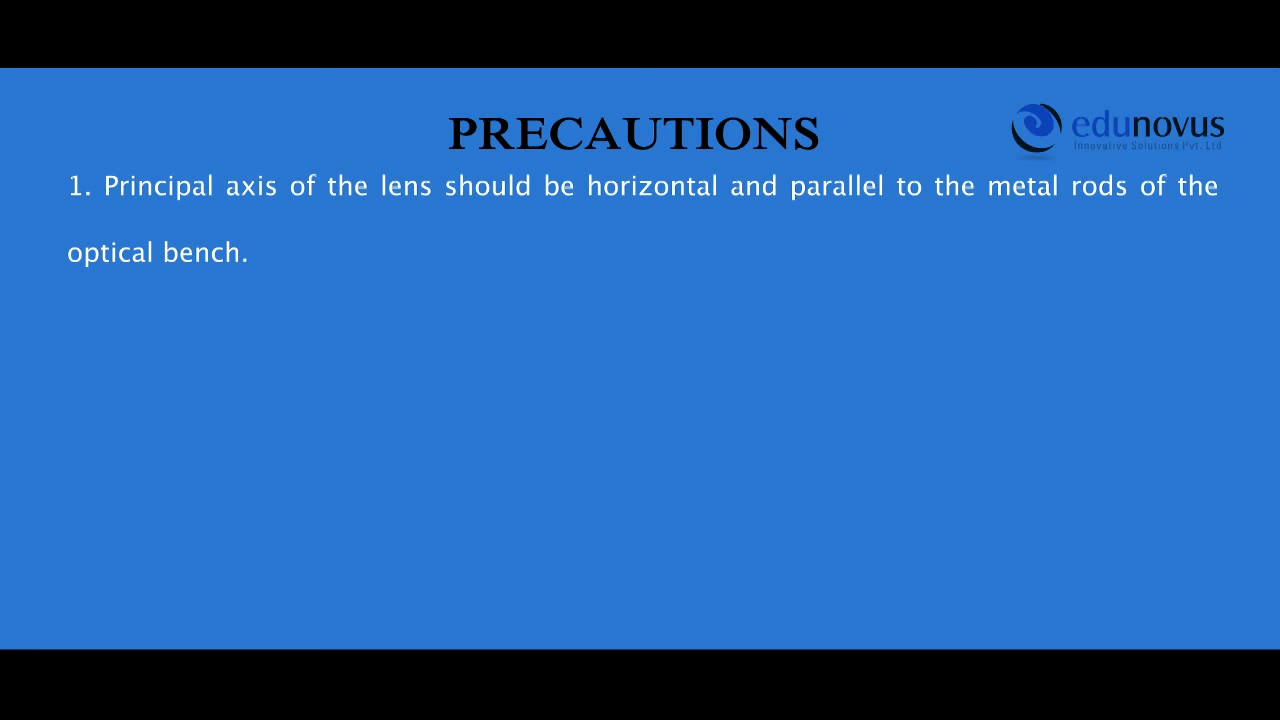 PRECAUTIONS
edunovus
Innovative Solutions Pvt. Ltd
1. Principal axis of the lens should be horizontal and parallel to the metal rods of the
optical bench.